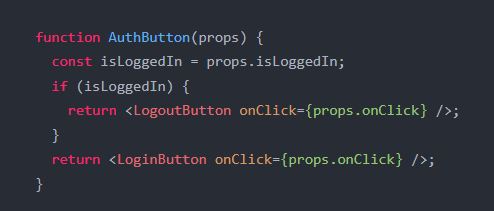 function AuthButton(props) {
  const isLoggedIn = props.isLoggedIn;
  if (isLoggedIn) {
    return <LogoutButton onClick={props.onClick} />;
  }
  return <LoginButton onClick={props.onClick} />;
}